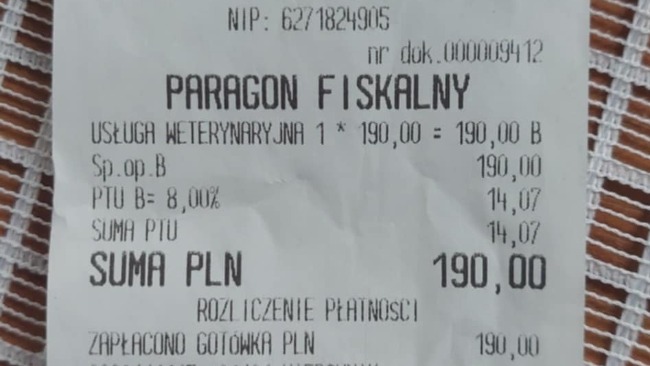 NIP: 6271824905
nr dok.000009412
PARAGON FISKALNY
USŁUGA WETERYNARYJNA 1 * 190,00 = 190,00 B
Sp.op.B 190,00
PTU B= 8,00% 14,07
SUMA PTU 14,07
SUMA PLN 190,00
ROZLICZENIE PŁATNOŚCI
ZAPŁACONO GOTÓWKA PLN 190,00